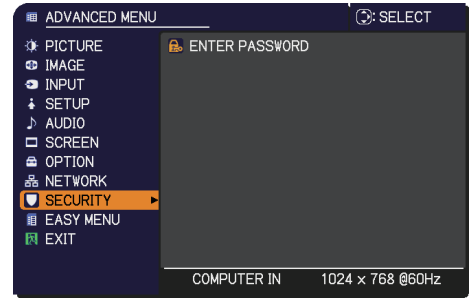 ADVANCED MENU : SELECT
PICTURE
ENTER PASSWORD
IMAGE
INPUT
SETUP
AUDIO
SCREEN
OPTION
NETWORK
SECURITY
EASY MENU
EXIT
COMPUTER IN 1024 × 768 @60Hz